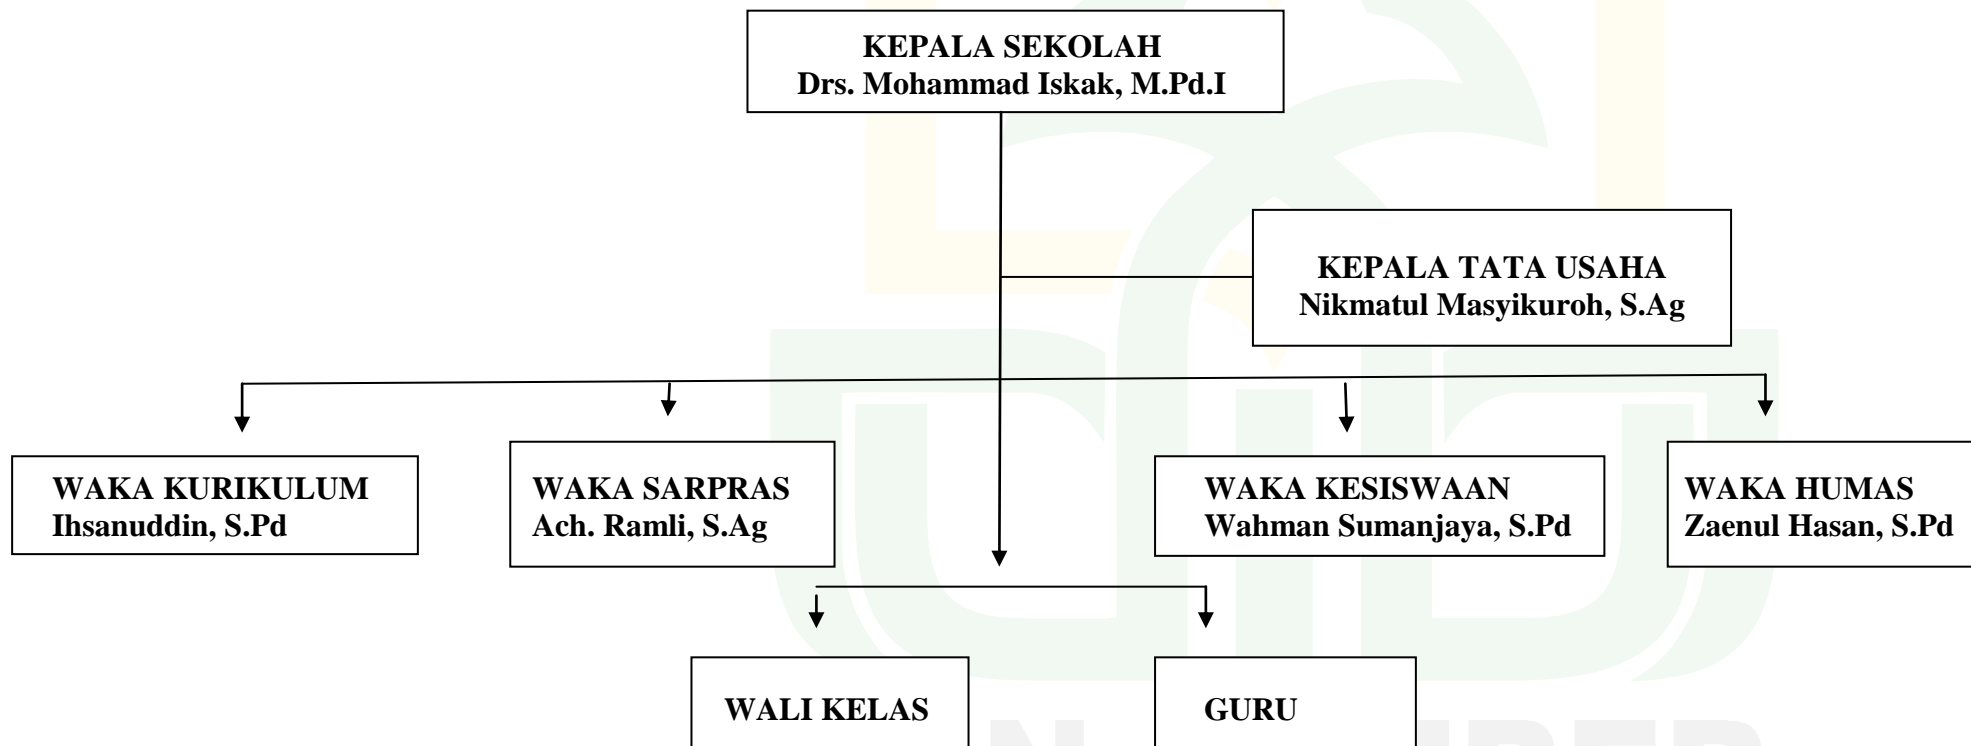 KEPALA SEKOLAH
Drs. Mohammad Iskak, M.Pd.I
KEPALA TATA USAHA
Nikmatul Masyikuroh, S.Ag
WAKA KURIKULUM
Ihsanuddin, S.Pd
WAKA SARPRAS
Ach. Ramli, S.Ag
WAKA KESISWAAN
Wahman Sumanjaya, S.Pd
WAKA HUMAS
Zaenul Hasan, S.Pd
WALI KELAS
GURU